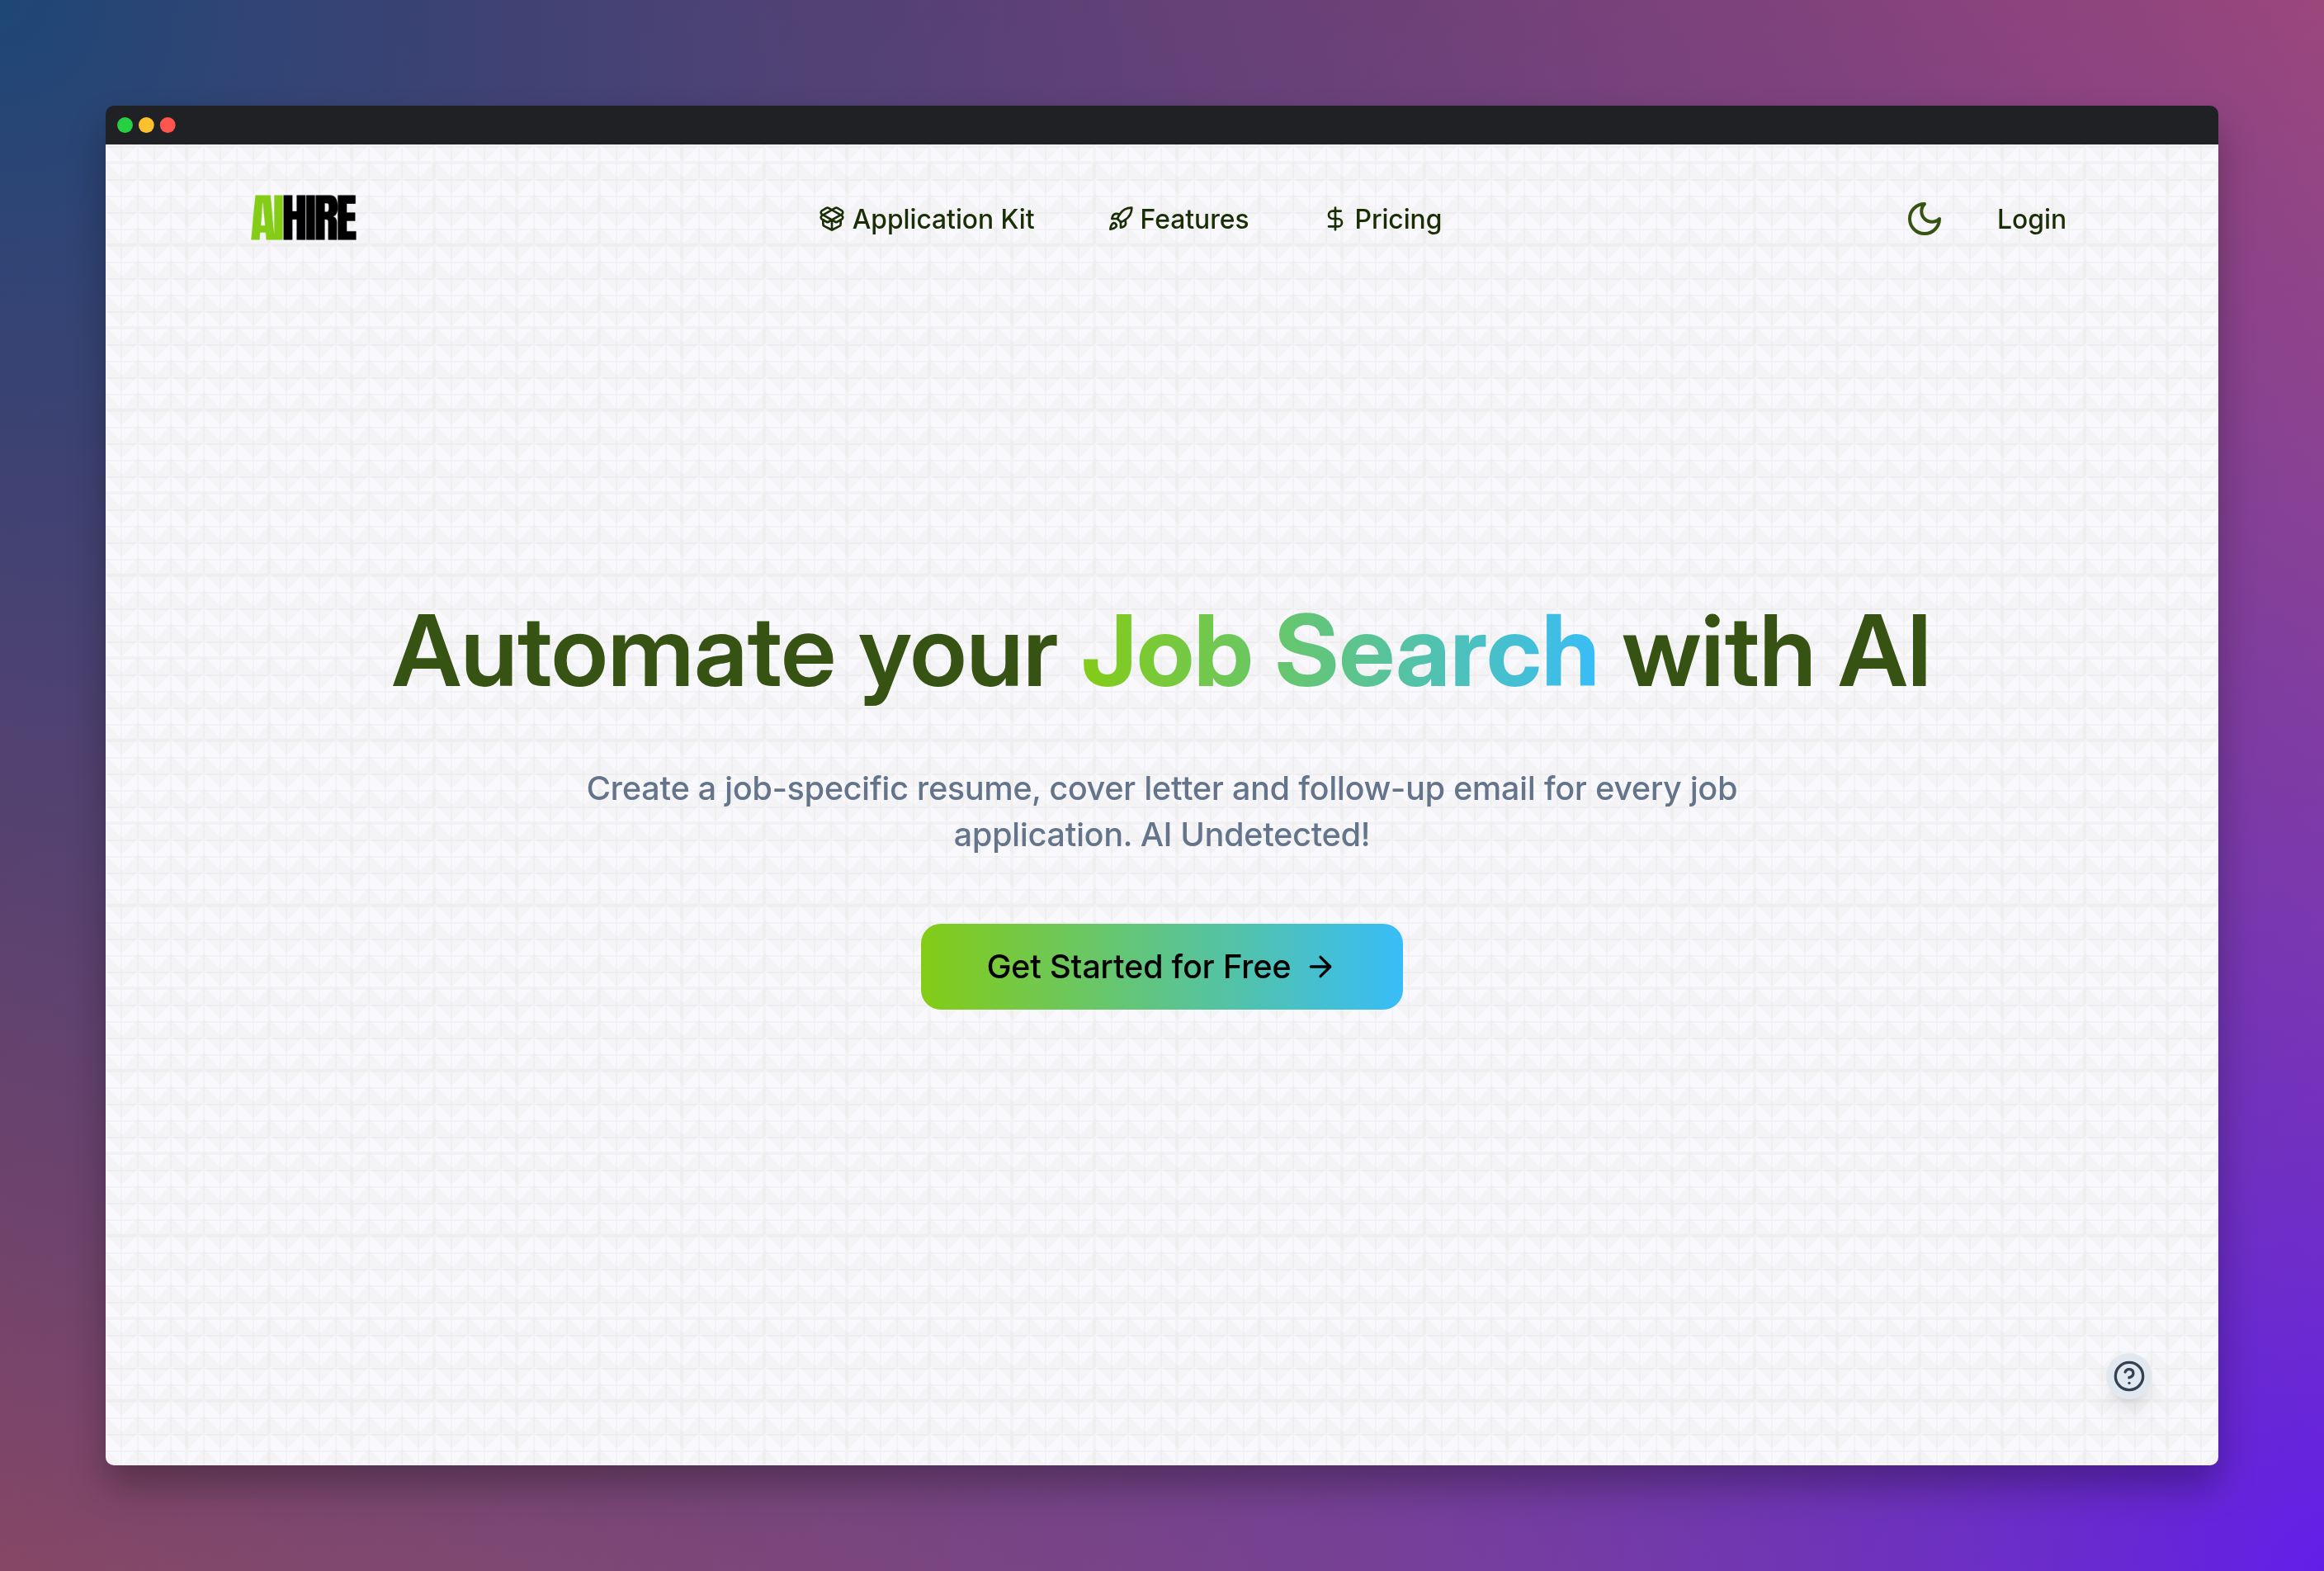 AIHIRE
Application Kit
Features
Pricing
Login
Automate your Job Search with AI
Create a job-specific resume, cover letter and follow-up email for every job
application. AI Undetected!
Get Started for Free →